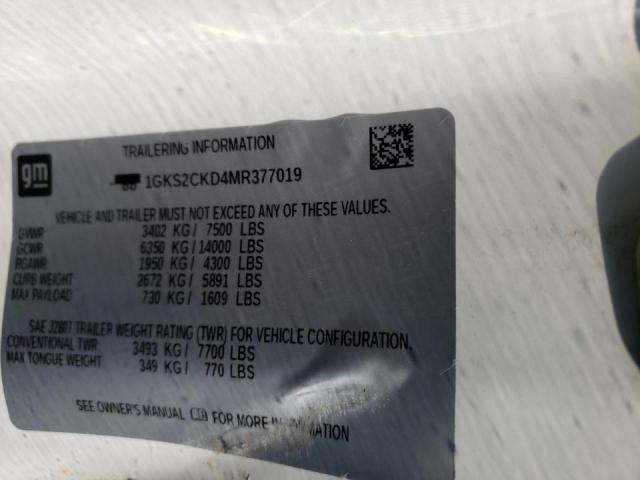 gm
TRAILERING INFORMATION
1GKS2CKD4MR377019
VEHICLE AND TRAILER MUST NOT EXCEED ANY OF THESE VALUES.
GVWR 3402 KG/ 7500 LBS
GCWR 6350 KG/ 14000 LBS
RGAWR 1950 KG/ 4300 LBS
CURB WEIGHT 2672 KG/ 5891 LBS
MAX PAYLOAD 730 KG/ 1609 LBS
SAE J2807 TRAILER WEIGHT RATING (TWR) FOR VEHICLE CONFIGURATION.
CONVENTIONAL TWR 3493 KG/ 7700 LBS
MAX TONGUE WEIGHT 349 KG/ 770 LBS
SEE OWNER'S MANUAL FOR MORE INFORMATION